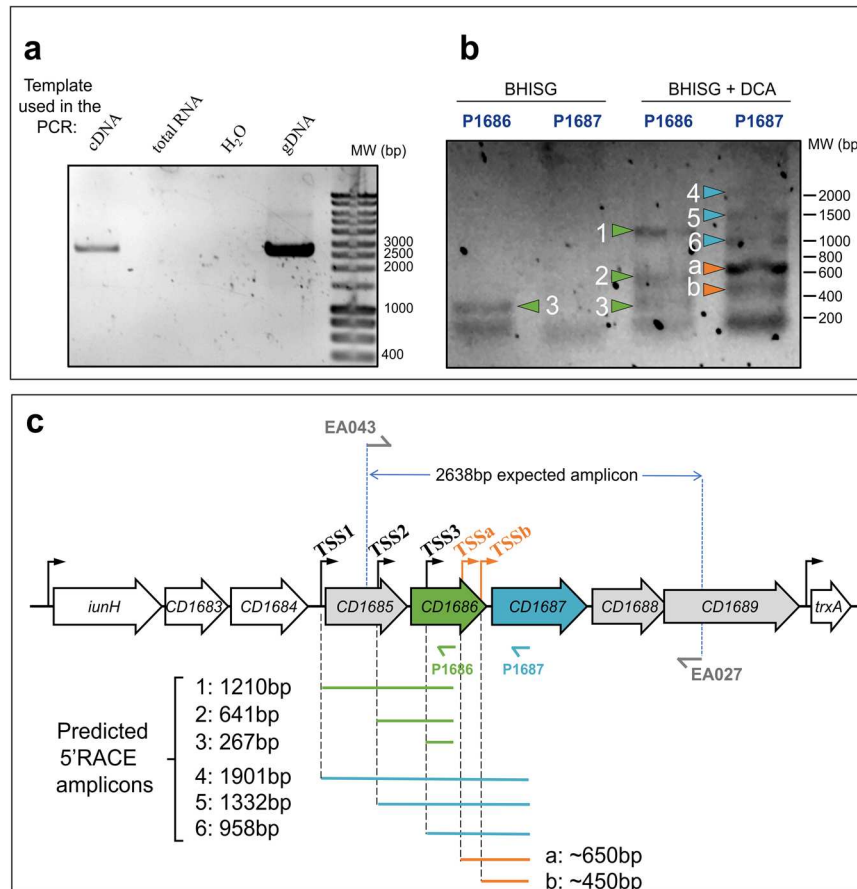 a
Template
used in the
PCR:
cDNA
total RNA
H₂O
gDNA
MW (bp)
3000
2500
2000
1000
400
b
BHISG
BHISG + DCA
P1686
P1687
P1686
P1687
MW (bp)
1
2
3
3
4
5
6
a
b
2000
1500
1000
800
600
400
200
c
EA043
2638bp expected amplicon
TSS1
TSS2
TSS3
TSSa
TSSb
iunH
CD1683
CD1684
CD1685
CD1686
CD1687
CD1688
CD1689
trxA
P1686
P1687
EA027
Predicted
5'RACE
amplicons
1: 1210bp
2: 641bp
3: 267bp
4: 1901bp
5: 1332bp
6: 958bp
a: ~650bp
b: ~450bp